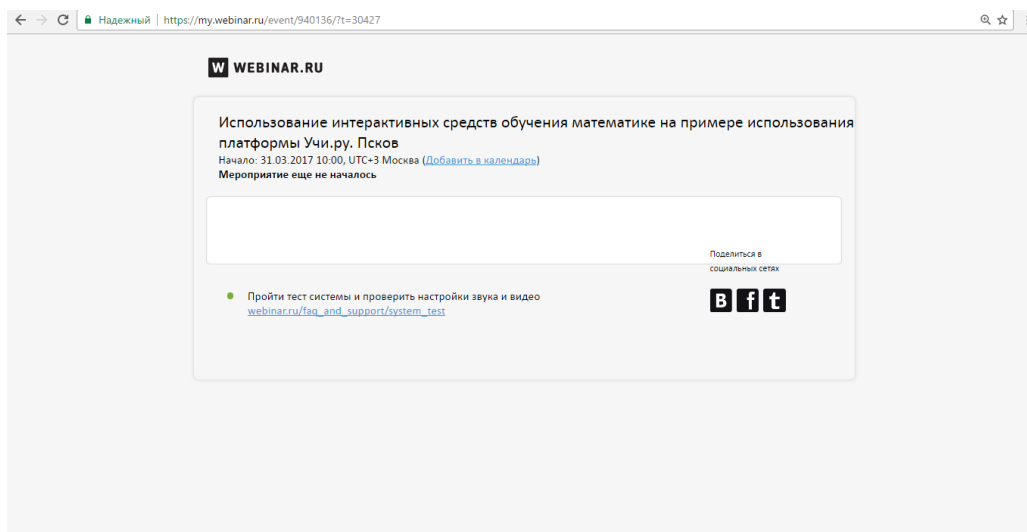 Надежный | https://my.webinar.ru/event/940136/?t=30427
W WEBINAR.RU
Использование интерактивных средств обучения математике на примере использования
платформы Учи.ру. Псков
Начало: 31.03.2017 10:00, UTC+3 Москва (Добавить в календарь)
Мероприятие еще не началось
Поделиться в
социальных сетях
Пройти тест системы и проверить настройки звука и видео
webinar.ru/faq_and_support/system_test
B f t